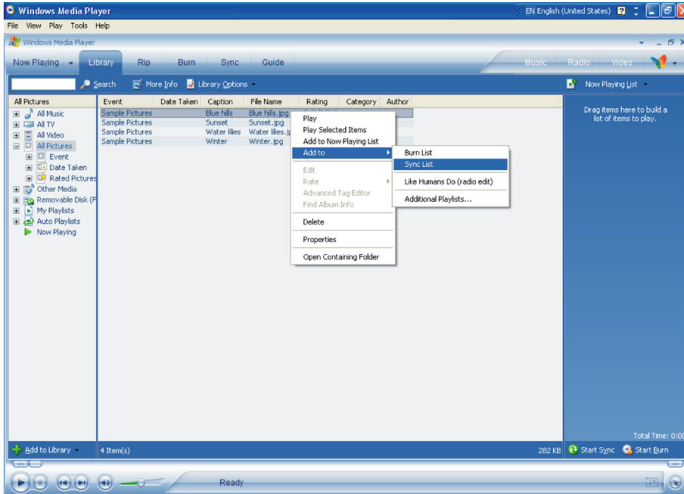 Windows Media Player
EN English (United States)
File View Play Tools Help
Windows Media Player
Now Playing Library Rip Burn Sync Guide Music Radio Video
Search More Info Library Options Now Playing List
All Pictures
All Music
All TV
All Video
All Pictures
Event
Date Taken
Rated Pictures
Other Media
Removable Disk (F
My Playlists
Auto Playlists
Now Playing
Event Date Taken Caption File Name Rating Category Author
Sample Pictures Blue hills Blue hills.jpg
Sample Pictures Sunset Sunset.jpg
Sample Pictures Water lilies Water lilies.j
Sample Pictures Winter Winter.jpg
Play
Play Selected Items
Add to Now Playing List
Add to
Edit
Rate
Advanced Tag Editor
Find Album Info
Delete
Properties
Open Containing Folder
Burn List
Sync List
Like Humans Do (radio edit)
Additional Playlists...
Drag items here to build a
list of items to play.
Total Time: 0:00
Add to Library 4 Item(s) 282 KB Start Sync Start Burn
Ready